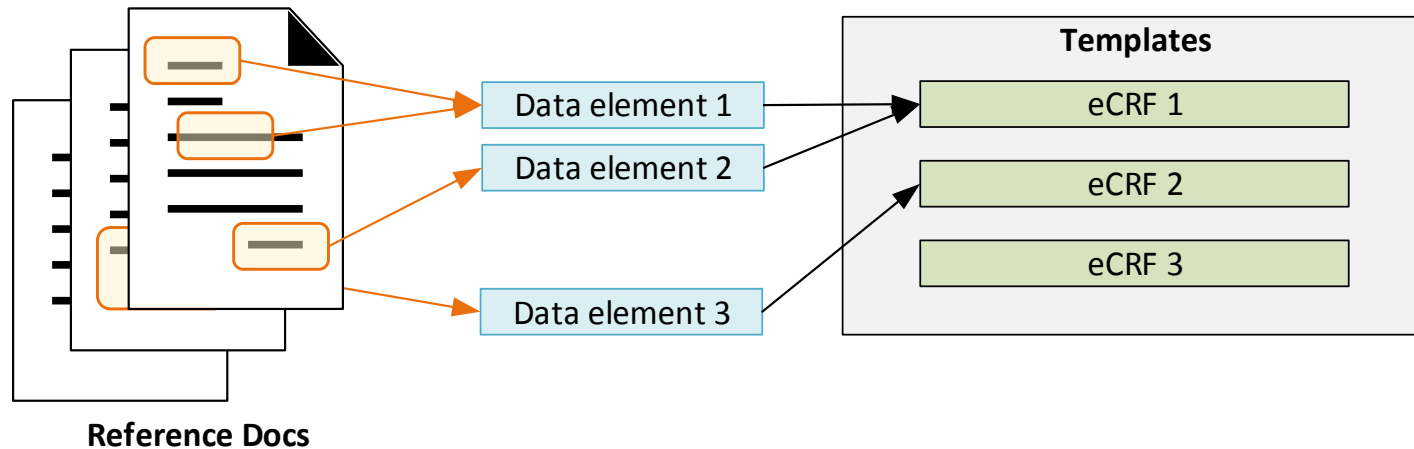 Templates
Data element 1
eCRF 1
Data element 2
eCRF 2
eCRF 3
Data element 3
Reference Docs